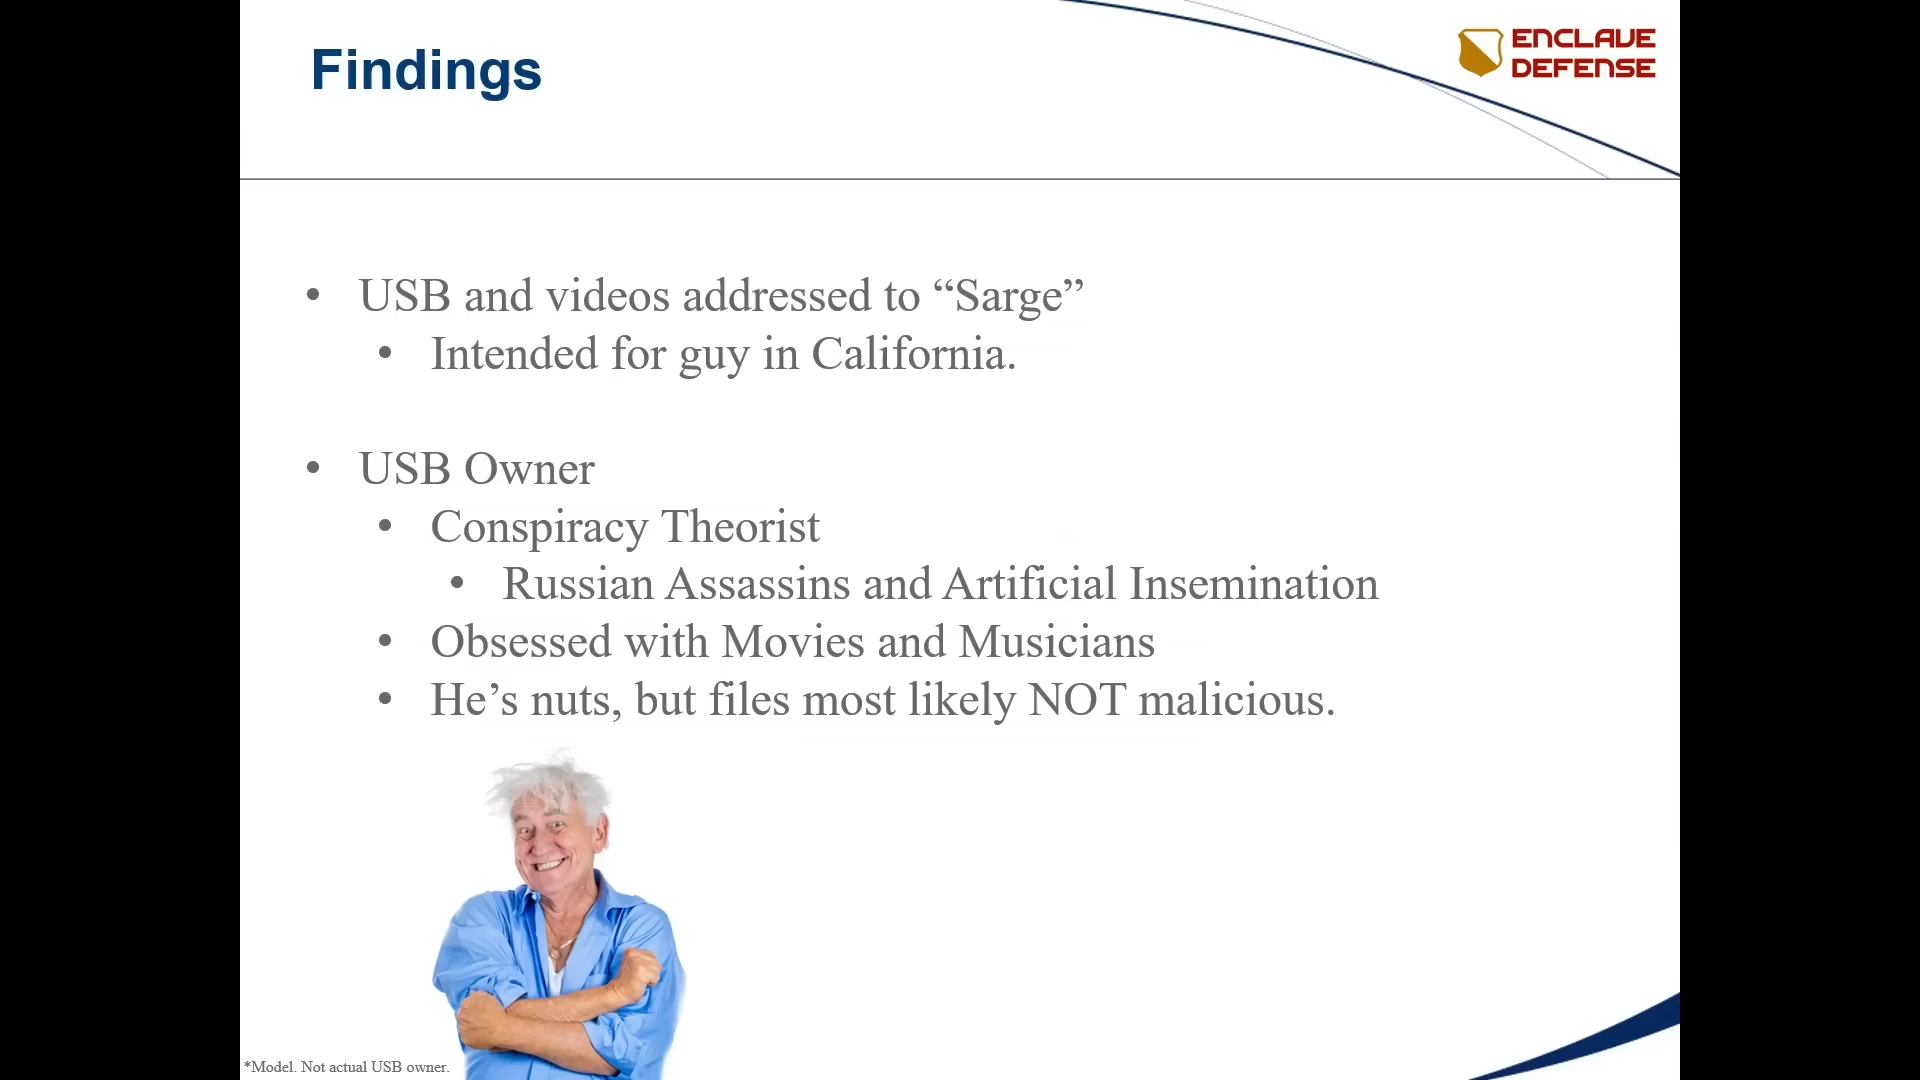 Findings
ENCLAVE
DEFENSE
• USB and videos addressed to “Sarge”
• Intended for guy in California.
• USB Owner
• Conspiracy Theorist
• Russian Assassins and Artificial Insemination
• Obsessed with Movies and Musicians
• He’s nuts, but files most likely NOT malicious.
*Model. Not actual USB owner.